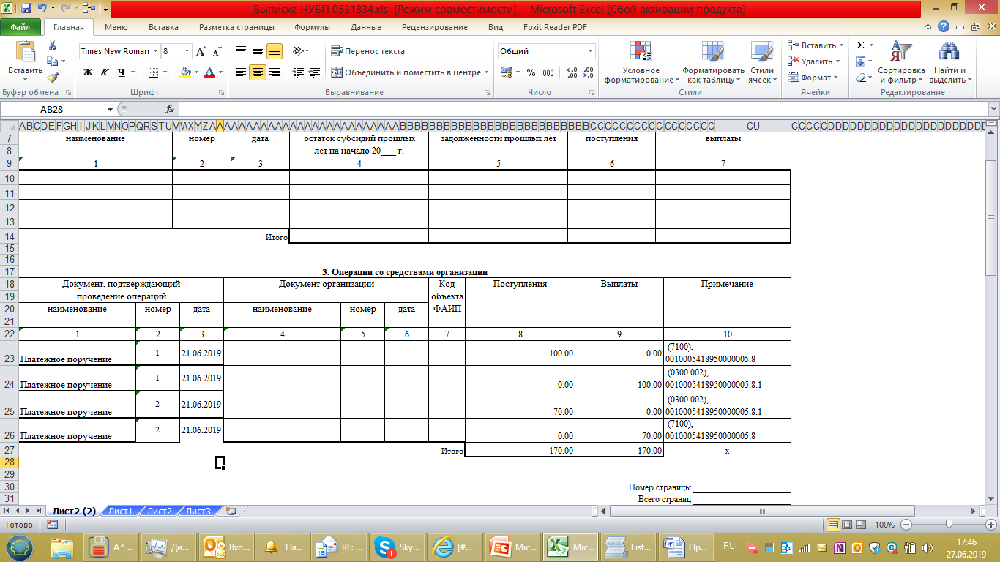 Выписка НУБП 0531834.xls [Режим совместимости] - Microsoft Excel (Сбой активации продукта)
Файл Главная Меню Вставка Разметка страницы Формулы Данные Рецензирование Вид Foxit Reader PDF
Вставить
Times New Roman 8
Ж К Ч
Перенос текста
Объединить и поместить в центре
Общий
% 000
Условное форматирование
Форматировать как таблицу
Стили ячеек
Вставить
Удалить
Формат
Сортировка и фильтр
Найти и выделить
Буфер обмена Шрифт Выравнивание Число Стили Ячейки Редактирование
AB28 fx
ABCDEFGHIJKLMNOPQRSTUVWXYZ CU
7 наименование номер дата остаток субсидий прошлых задолженности прошлых лет поступления выплаты
8 лет на начало 20___ г.
9 1 2 3 4 5 6 7
10
11
12
13
14 Итого
15
16
17 3. Операции со средствами организации
18 Документ, подтверждающий Документ организации Код Поступления Выплаты Примечание
19 проведение операций объекта
20 наименование номер дата наименование номер дата ФАИП
21
22 1 2 3 4 5 6 7 8 9 10
23 Платежное поручение 1 21.06.2019 100.00 0.00 (7100),
0010005418950000005.8
24 Платежное поручение 1 21.06.2019 0.00 100.00 (0300 002),
0010005418950000005.8.1
25 Платежное поручение 2 21.06.2019 70.00 0.00 (0300 002),
0010005418950000005.8.1
26 Платежное поручение 2 21.06.2019 0.00 70.00 (7100),
0010005418950000005.8
27 Итого 170.00 170.00 х
28
29
30 Номер страницы
31 Всего страниц
Лист2 (2) Лист1 Лист2 Лист3
Готово 100%
A^ ... Ди... Вхо... На... RE: ... Sky... [#... Mic... Mic... List... Пр... RU 17:46
27.06.2019